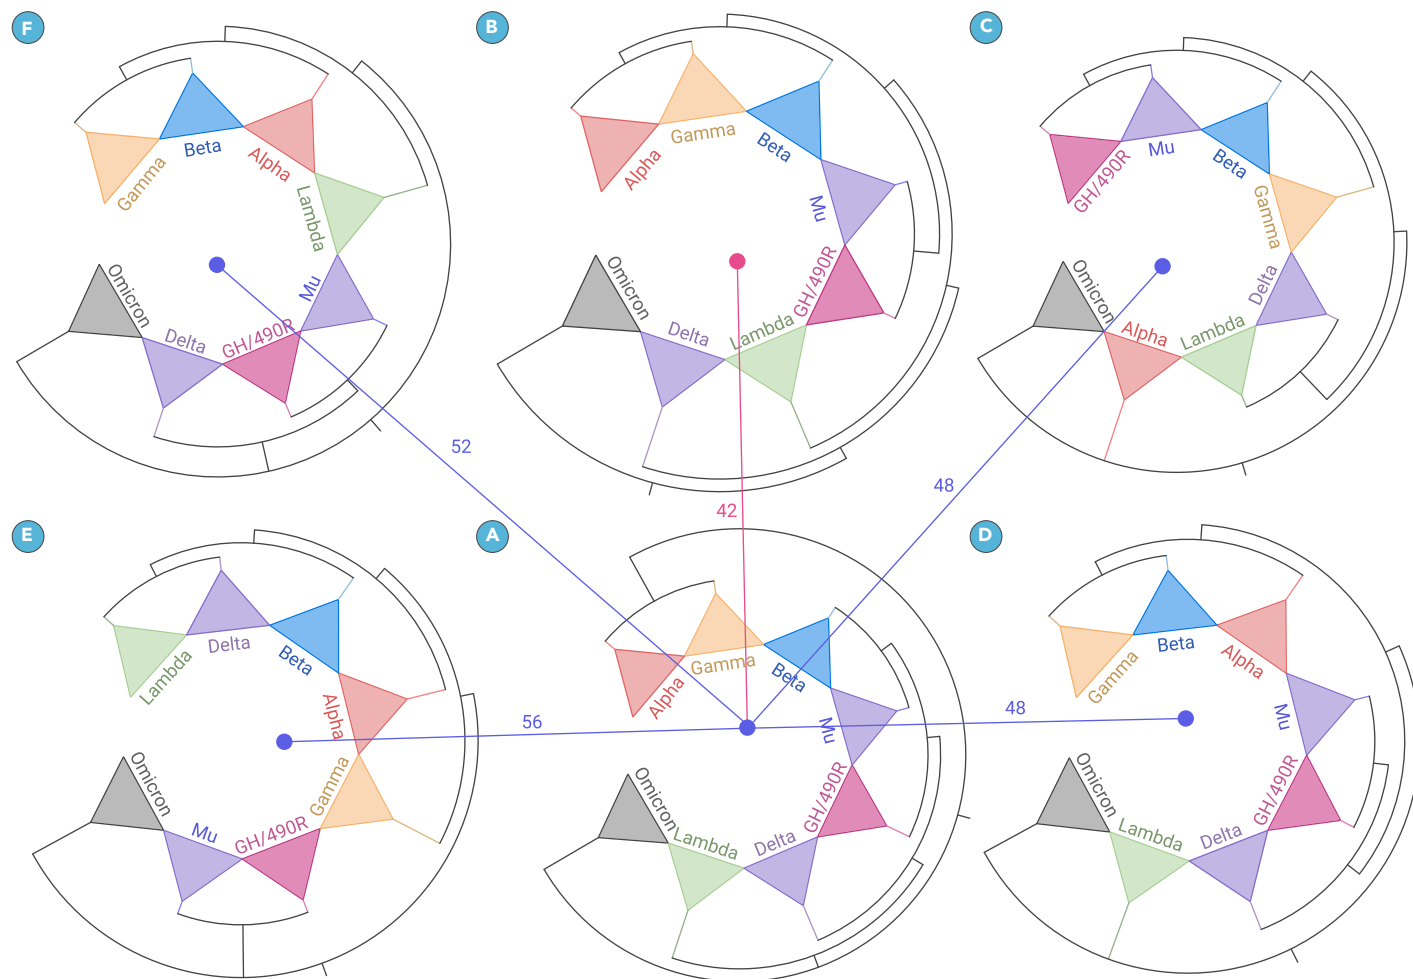 F
Gamma
Beta
Alpha
Lambda
Mu
GH/490R
Delta
Omicron
B
Alpha
Gamma
Beta
Mu
GH/490R
Lambda
Delta
Omicron
C
GH/490R
Mu
Beta
Gamma
Delta
Lambda
Alpha
Omicron
52
42
48
E
Lambda
Delta
Beta
Alpha
Gamma
GH/490R
Mu
Omicron
56
A
Alpha
Gamma
Beta
Mu
GH/490R
Delta
Lambda
Omicron
48
D
Gamma
Beta
Alpha
Mu
GH/490R
Delta
Lambda
Omicron